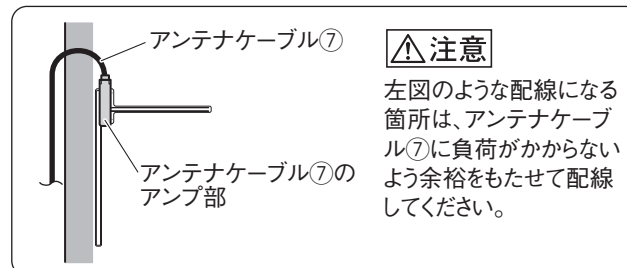 アンテナケーブル⑦
アンテナケーブル⑦の
アンプ部
注意
左図のような配線になる
箇所は、アンテナケーブ
ル⑦に負荷がかからない
よう余裕をもたせて配線
してください。